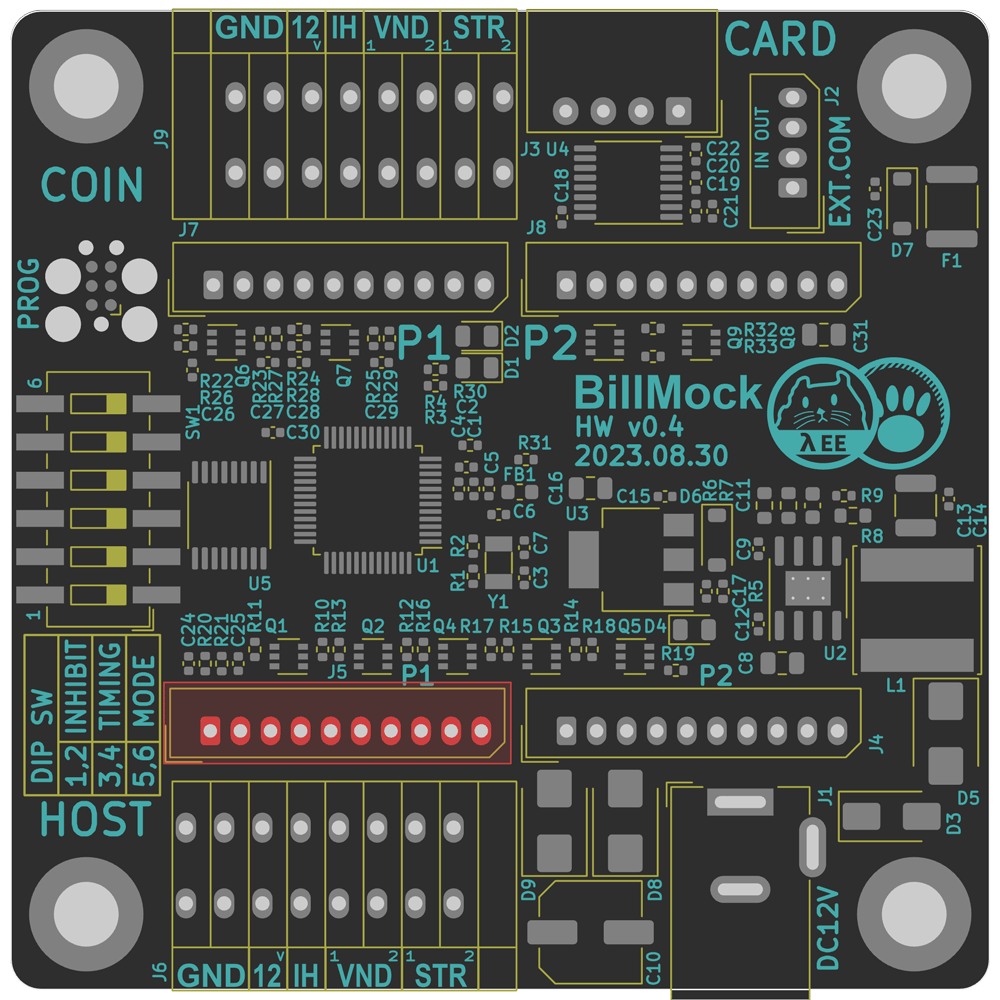 GND 12 IH VND STR
V 1 2 1 2
CARD
J9
COIN
J3 U4
C22
C20
C19
C18
C21
IN OUT
J2
EXT.COM
C23
D7
F1
J7
J8
PROG
P1
D2
D1
P2
Q9
R32
R33
Q8
C31
R22
R26
C26
Q6
R23
R27
C27
R24
R28
C28
Q7
R25
R29
C29
R4
R3
R30
C2
C1
C4
C30
6
SW1
1
BillMock
HW v0.4
2023.08.30
λEE
R31
C5
FB1
C6
C16
U3
C15
D6
R6
R7
C11
R9
R8
C13
C14
U5
U1
R2
R1
C7
C3
Y1
C9
R5
C17
C12
U2
C8
L1
C24
R20
R21
C25
R11
Q1
R10
R13
Q2
R12
R16
Q4
R17
R15
Q3
R14
R18
Q5
D4
R19
J5
P1
P2
J4
DIP SW
1,2 INHIBIT
3,4 TIMING
5,6 MODE
HOST
D5
J1
D3
D9
D8
C10
DC12V
J6
V 1 2 1 2
GND 12 IH VND STR